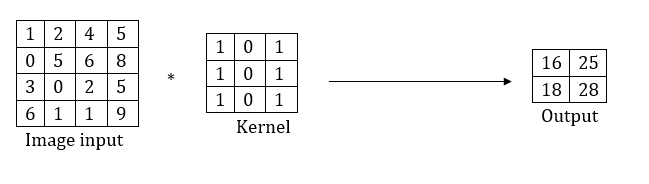 1 2 4 5
0 5 6 8
3 0 2 5
6 1 1 9
Image input
*
1 0 1
1 0 1
1 0 1
Kernel
16 25
18 28
Output